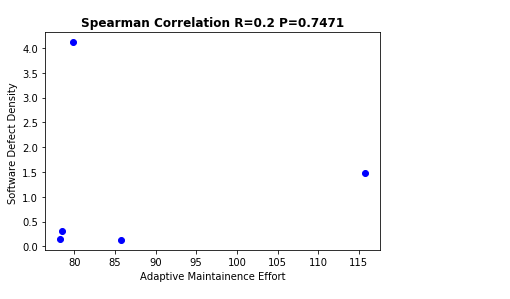 Spearman Correlation R=0.2 P=0.7471
4.0
3.5
3.0
2.5
2.0
1.5
1.0
0.5
0.0
Software Defect Density
80 85 90 95 100 105 110 115
Adaptive Maintainence Effort